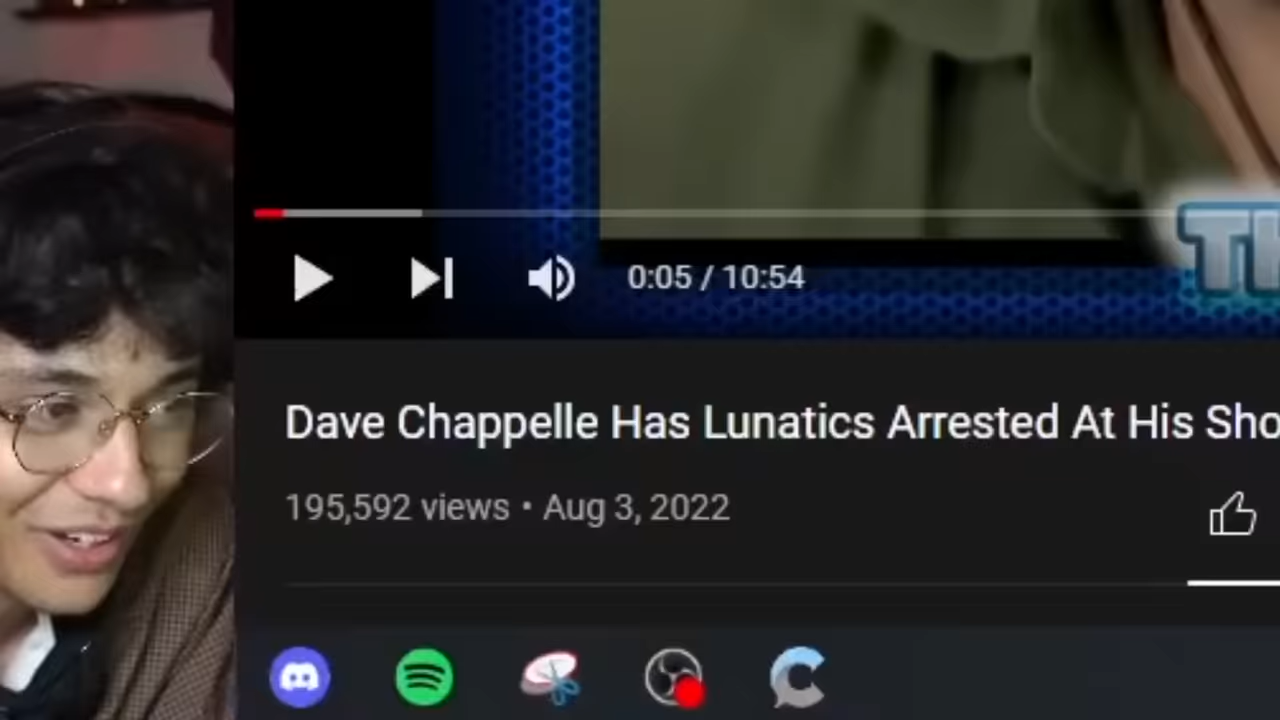 0:05 / 10:54
Dave Chappelle Has Lunatics Arrested At His Sho
195,592 views • Aug 3, 2022